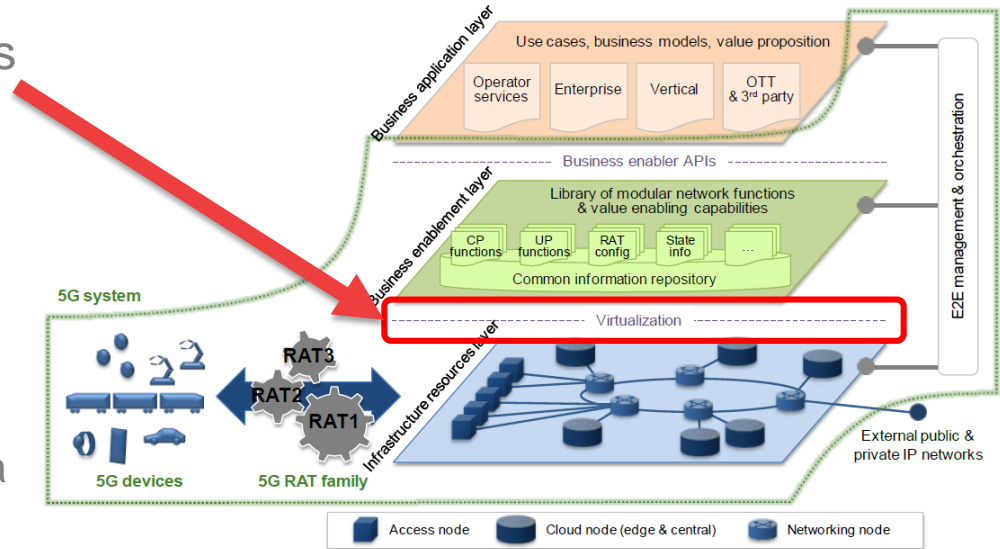 s
Business application layer
Use cases, business models, value proposition
Operator
services
Enterprise
Vertical
OTT
& 3rd party
Business enabler APIs
Business enablement layer
Library of modular network functions
& value enabling capabilities
CP
functions
UP
functions
RAT
config
State
info
...
Common information repository
E2E management & orchestration
5G system
Virtualization
Infrastructure resources layer
RAT3
RAT2
RAT1
a
5G devices
5G RAT family
External public &
private IP networks
Access node
Cloud node (edge & central)
Networking node